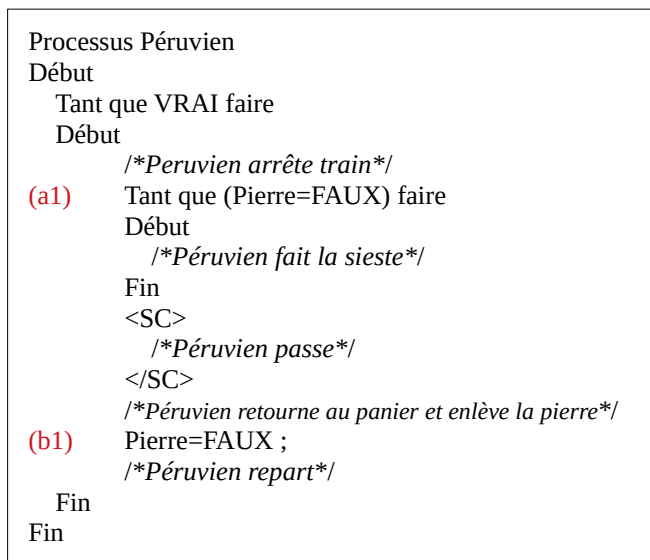 Processus Péruvien
Début
Tant que VRAI faire
Début
/*Peruvien arrête train*/
(a1) Tant que (Pierre=FAUX) faire
Début
/*Péruvien fait la sieste*/
Fin
<SC>
/*Péruvien passe*/
</SC>
/*Péruvien retourne au panier et enlève la pierre*/
(b1) Pierre=FAUX ;
/*Péruvien repart*/
Fin
Fin